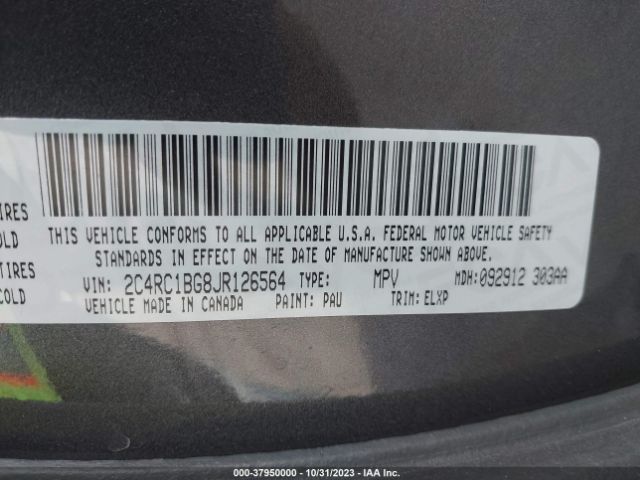 IRES
OLD
TIRES
COLD
THIS VEHICLE CONFORMS TO ALL APPLICABLE U.S.A. FEDERAL MOTOR VEHICLE SAFETY
STANDARDS IN EFFECT ON THE DATE OF MANUFACTURE SHOWN ABOVE.
VIN: 2C4RC1BG8JR126564 TYPE: MPV MDH:092912 303AA
VEHICLE MADE IN CANADA PAINT: PAU TRIM: ELXP
000-37950000 - 10/31/2023 - IAA Inc.